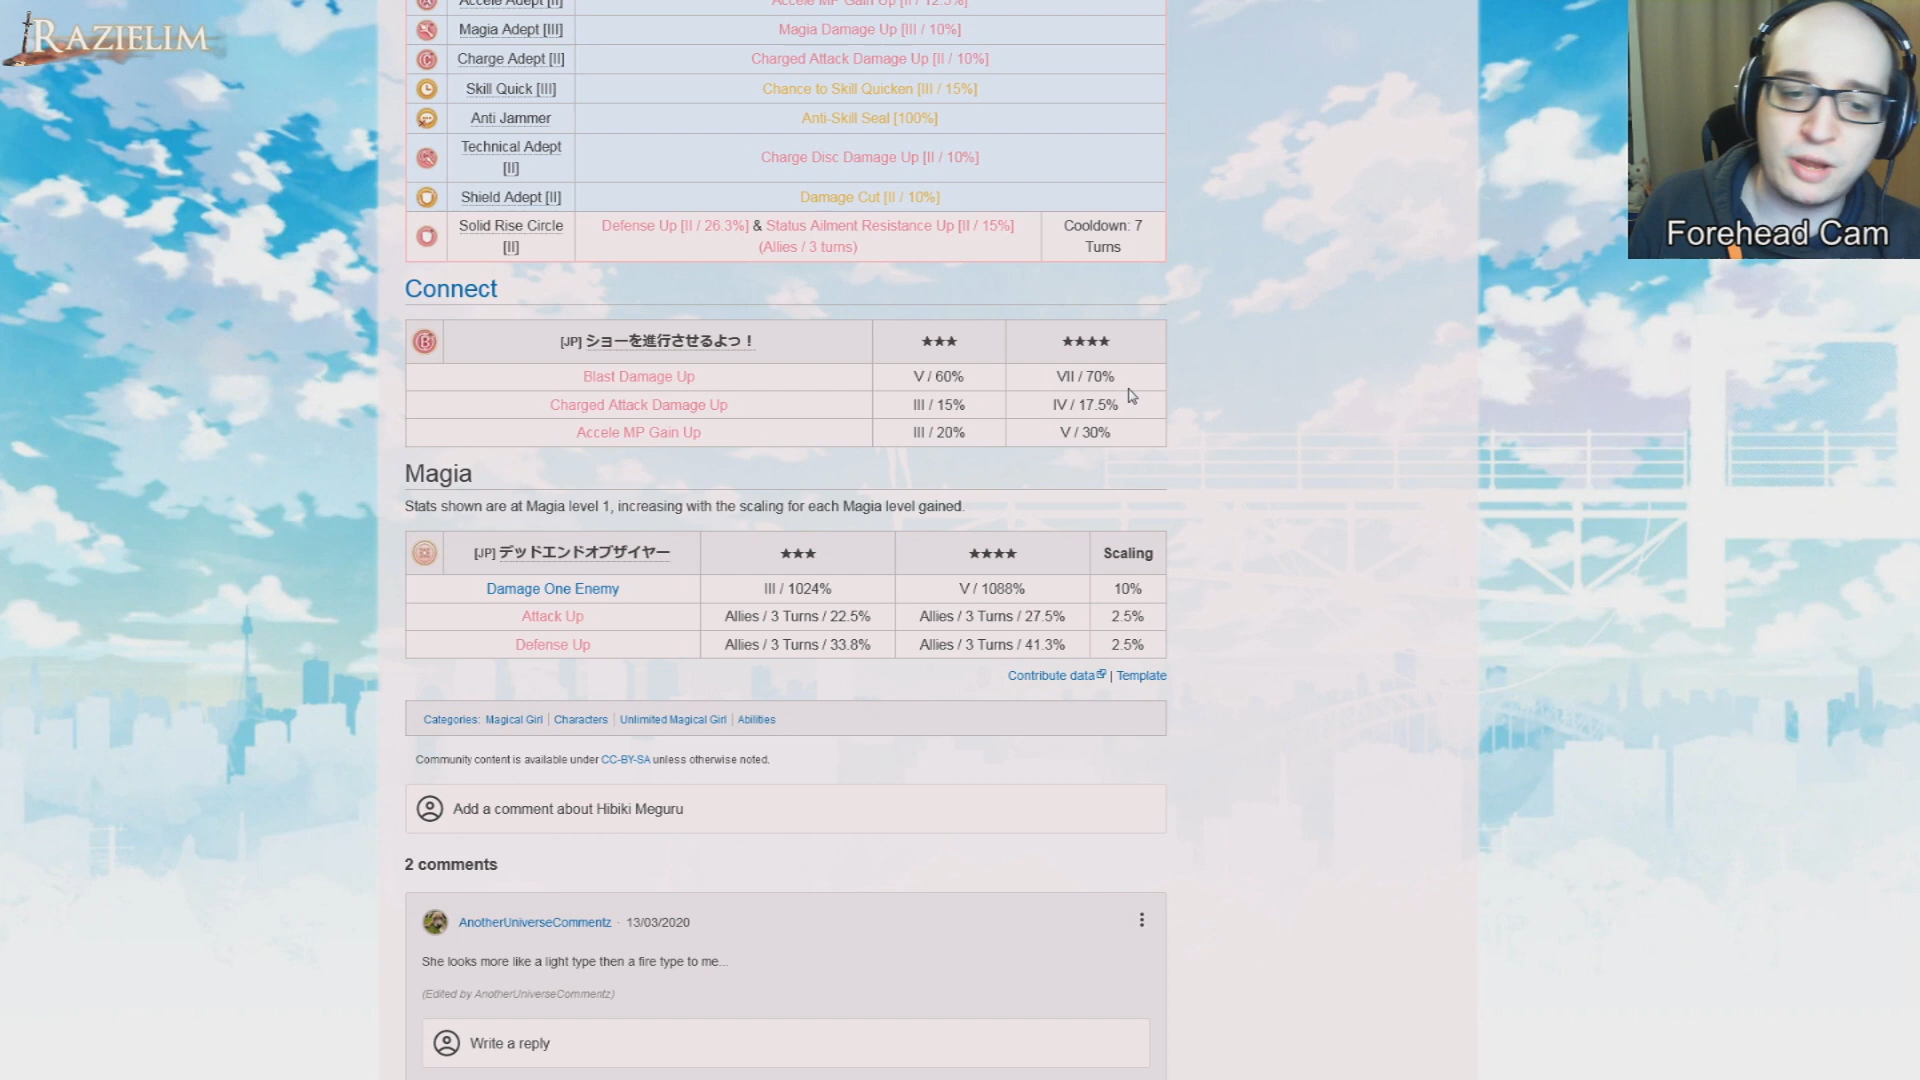 RAZIELIM
Accele Adept [II] Accele MP Gain Up [II / 12.5%]
Magia Adept [III] Magia Damage Up [III / 10%]
Charge Adept [II] Charged Attack Damage Up [II / 10%]
Skill Quick [III] Chance to Skill Quicken [III / 15%]
Anti Jammer Anti-Skill Seal [100%]
Technical Adept
[II] Charge Disc Damage Up [II / 10%]
Shield Adept [II] Damage Cut [II / 10%]
Solid Rise Circle
[II] Defense Up [II / 26.3%] & Status Ailment Resistance Up [II / 15%]
(Allies / 3 turns) Cooldown: 7
Turns
Forehead Cam
Connect
[JP] ショーを進行させるよっ！ ★★★ ★★★★
Blast Damage Up V / 60% VII / 70%
Charged Attack Damage Up III / 15% IV / 17.5%
Accele MP Gain Up III / 20% V / 30%
Magia
Stats shown are at Magia level 1, increasing with the scaling for each Magia level gained.
[JP] デッドエンドオブザイヤー ★★★ ★★★★ Scaling
Damage One Enemy III / 1024% V / 1088% 10%
Attack Up Allies / 3 Turns / 22.5% Allies / 3 Turns / 27.5% 2.5%
Defense Up Allies / 3 Turns / 33.8% Allies / 3 Turns / 41.3% 2.5%
Contribute data | Template
Categories: Magical Girl | Characters | Unlimited Magical Girl | Abilities
Community content is available under CC-BY-SA unless otherwise noted.
Add a comment about Hibiki Meguru
2 comments
AnotherUniverseCommentz · 13/03/2020
She looks more like a light type then a fire type to me...
(Edited by AnotherUniverseCommentz)
Write a reply